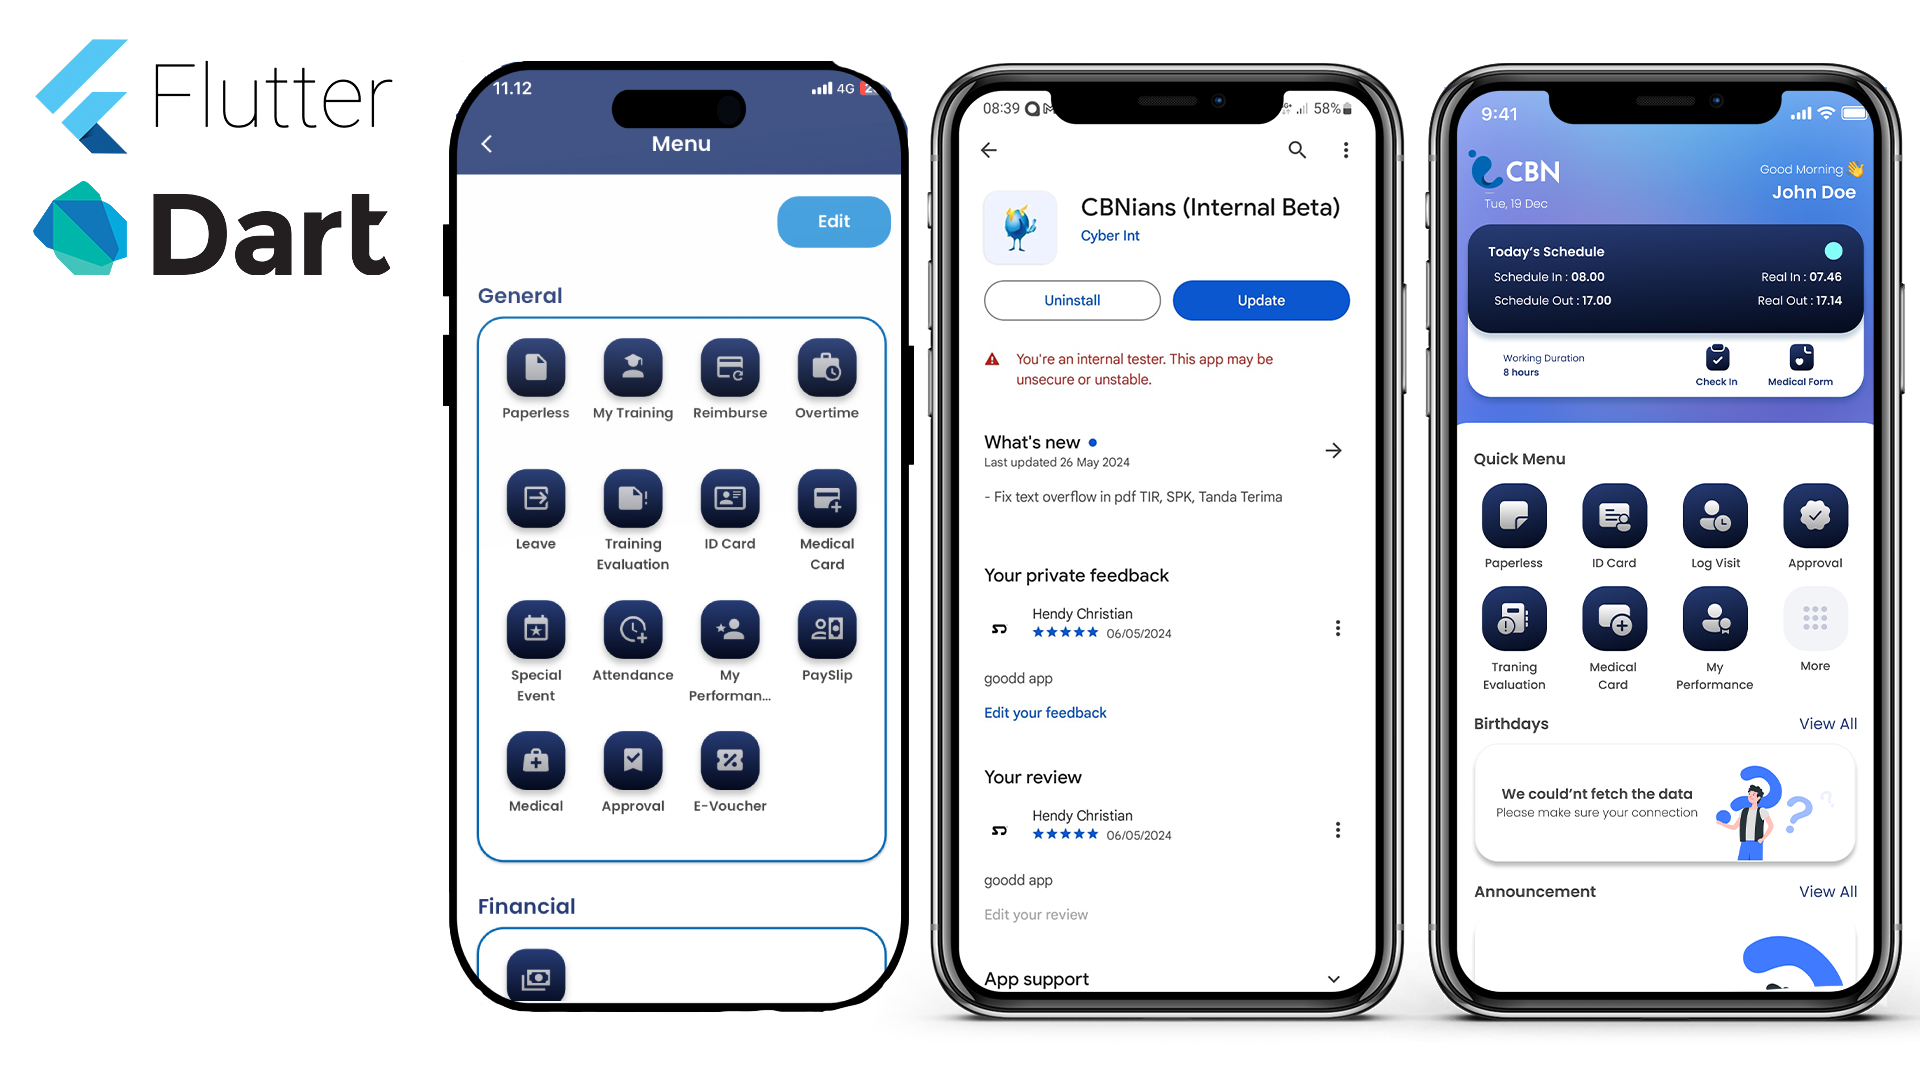 Flutter
Dart
11.12
4G
Menu
Edit
General
Paperless
My Training
Reimburse
Overtime
Leave
Training
Evaluation
ID Card
Medical
Card
Special
Event
Attendance
My
Performan...
PaySlip
Medical
Approval
E-Voucher
Financial
08:39
58%
CBNians (Internal Beta)
Cyber Int
Uninstall
Update
You're an internal tester. This app may be
unsecure or unstable.
What's new
Last updated 26 May 2024
- Fix text overflow in pdf TIR, SPK, Tanda Terima
Your private feedback
Hendy Christian
06/05/2024
goodd app
Edit your feedback
Your review
Hendy Christian
06/05/2024
goodd app
Edit your review
App support
9:41
CBN
Tue, 19 Dec
Good Morning 👋
John Doe
Today's Schedule
Schedule In : 08.00
Real In : 07.46
Schedule Out : 17.00
Real Out : 17.14
Working Duration
8 hours
Check In
Medical Form
Quick Menu
Paperless
ID Card
Log Visit
Approval
Traning
Evaluation
Medical
Card
My
Performance
More
Birthdays
View All
We could'nt fetch the data
Please make sure your connection
Announcement
View All